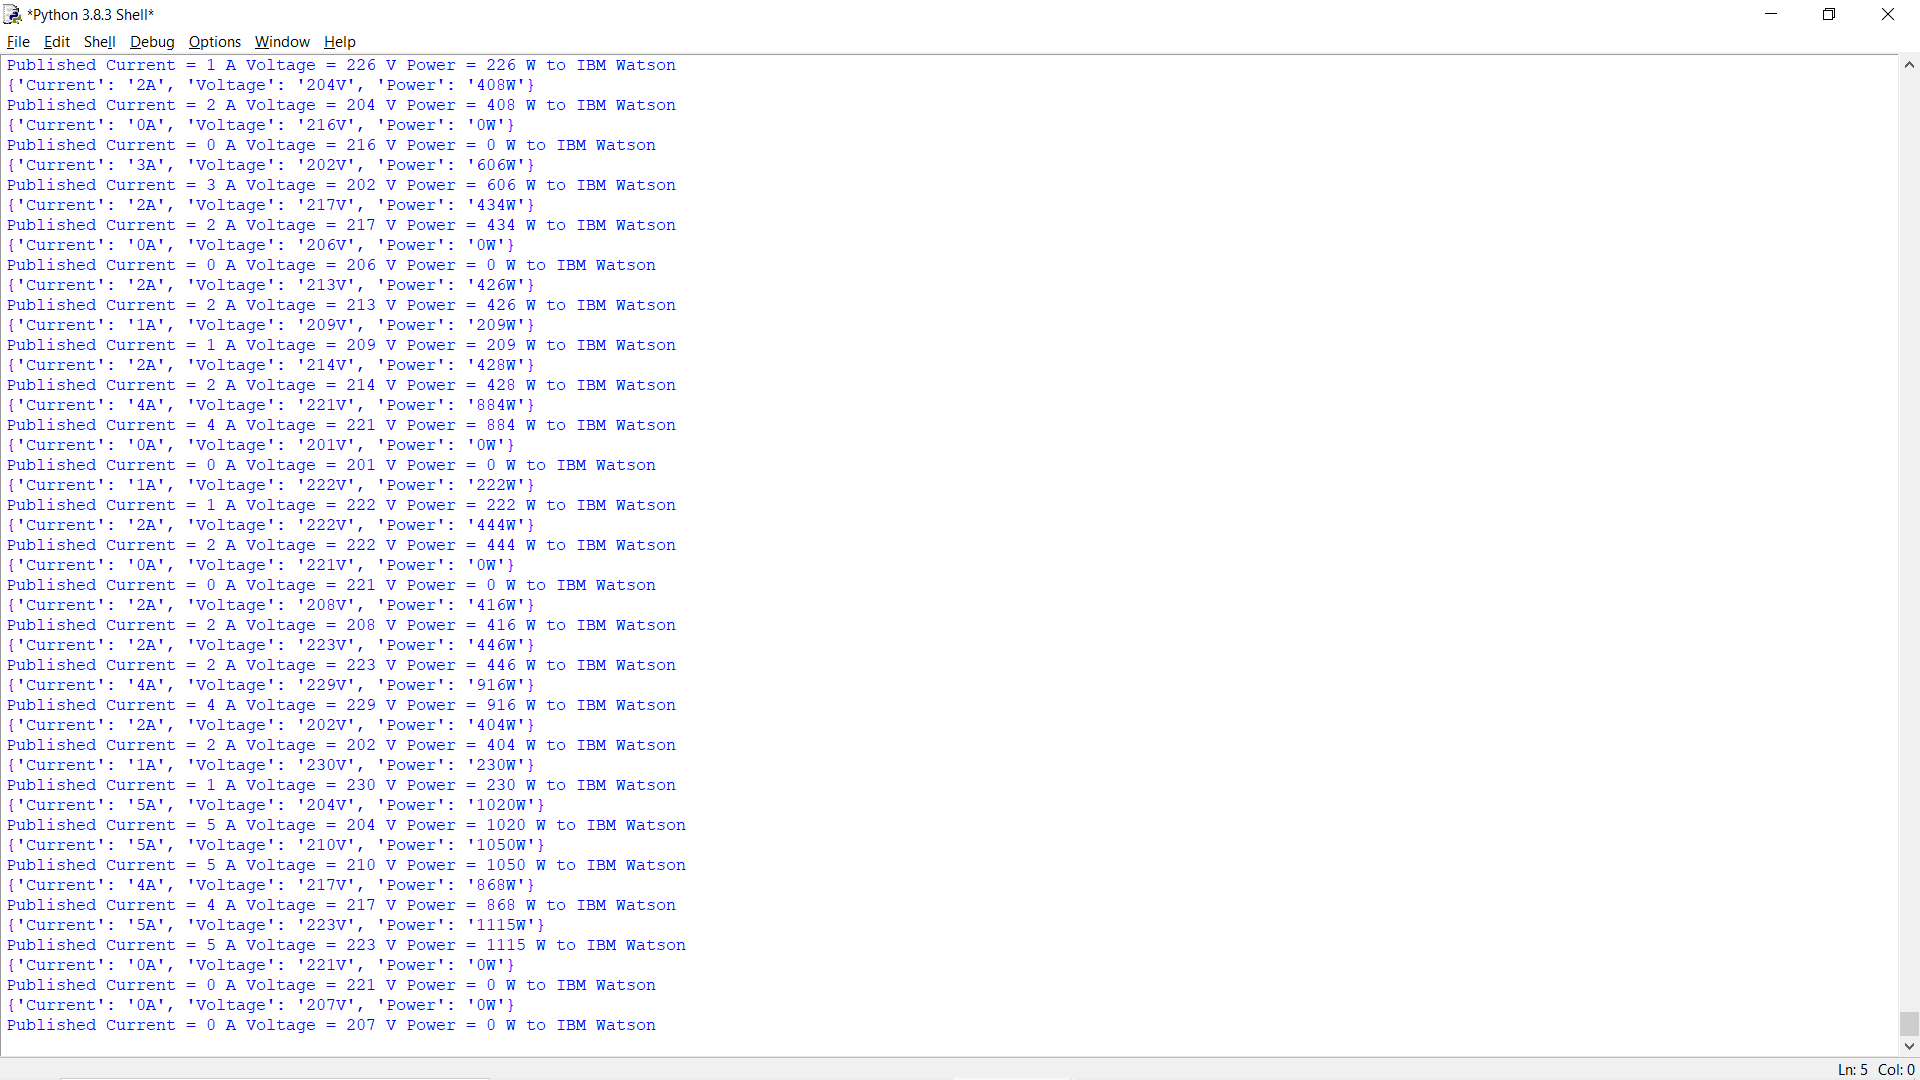 *Python 3.8.3 Shell*
File Edit Shell Debug Options Window Help
Published Current = 1 A Voltage = 226 V Power = 226 W to IBM Watson
{'Current': '2A', 'Voltage': '204V', 'Power': '408W'}
Published Current = 2 A Voltage = 204 V Power = 408 W to IBM Watson
{'Current': '0A', 'Voltage': '216V', 'Power': '0W'}
Published Current = 0 A Voltage = 216 V Power = 0 W to IBM Watson
{'Current': '3A', 'Voltage': '202V', 'Power': '606W'}
Published Current = 3 A Voltage = 202 V Power = 606 W to IBM Watson
{'Current': '2A', 'Voltage': '217V', 'Power': '434W'}
Published Current = 2 A Voltage = 217 V Power = 434 W to IBM Watson
{'Current': '0A', 'Voltage': '206V', 'Power': '0W'}
Published Current = 0 A Voltage = 206 V Power = 0 W to IBM Watson
{'Current': '2A', 'Voltage': '213V', 'Power': '426W'}
Published Current = 2 A Voltage = 213 V Power = 426 W to IBM Watson
{'Current': '1A', 'Voltage': '209V', 'Power': '209W'}
Published Current = 1 A Voltage = 209 V Power = 209 W to IBM Watson
{'Current': '2A', 'Voltage': '214V', 'Power': '428W'}
Published Current = 2 A Voltage = 214 V Power = 428 W to IBM Watson
{'Current': '4A', 'Voltage': '221V', 'Power': '884W'}
Published Current = 4 A Voltage = 221 V Power = 884 W to IBM Watson
{'Current': '0A', 'Voltage': '201V', 'Power': '0W'}
Published Current = 0 A Voltage = 201 V Power = 0 W to IBM Watson
{'Current': '1A', 'Voltage': '222V', 'Power': '222W'}
Published Current = 1 A Voltage = 222 V Power = 222 W to IBM Watson
{'Current': '2A', 'Voltage': '222V', 'Power': '444W'}
Published Current = 2 A Voltage = 222 V Power = 444 W to IBM Watson
{'Current': '0A', 'Voltage': '221V', 'Power': '0W'}
Published Current = 0 A Voltage = 221 V Power = 0 W to IBM Watson
{'Current': '2A', 'Voltage': '208V', 'Power': '416W'}
Published Current = 2 A Voltage = 208 V Power = 416 W to IBM Watson
{'Current': '2A', 'Voltage': '223V', 'Power': '446W'}
Published Current = 2 A Voltage = 223 V Power = 446 W to IBM Watson
{'Current': '4A', 'Voltage': '229V', 'Power': '916W'}
Published Current = 4 A Voltage = 229 V Power = 916 W to IBM Watson
{'Current': '2A', 'Voltage': '202V', 'Power': '404W'}
Published Current = 2 A Voltage = 202 V Power = 404 W to IBM Watson
{'Current': '1A', 'Voltage': '230V', 'Power': '230W'}
Published Current = 1 A Voltage = 230 V Power = 230 W to IBM Watson
{'Current': '5A', 'Voltage': '204V', 'Power': '1020W'}
Published Current = 5 A Voltage = 204 V Power = 1020 W to IBM Watson
{'Current': '5A', 'Voltage': '210V', 'Power': '1050W'}
Published Current = 5 A Voltage = 210 V Power = 1050 W to IBM Watson
{'Current': '4A', 'Voltage': '217V', 'Power': '868W'}
Published Current = 4 A Voltage = 217 V Power = 868 W to IBM Watson
{'Current': '5A', 'Voltage': '223V', 'Power': '1115W'}
Published Current = 5 A Voltage = 223 V Power = 1115 W to IBM Watson
{'Current': '0A', 'Voltage': '221V', 'Power': '0W'}
Published Current = 0 A Voltage = 221 V Power = 0 W to IBM Watson
{'Current': '0A', 'Voltage': '207V', 'Power': '0W'}
Published Current = 0 A Voltage = 207 V Power = 0 W to IBM Watson
Ln: 5 Col: 0